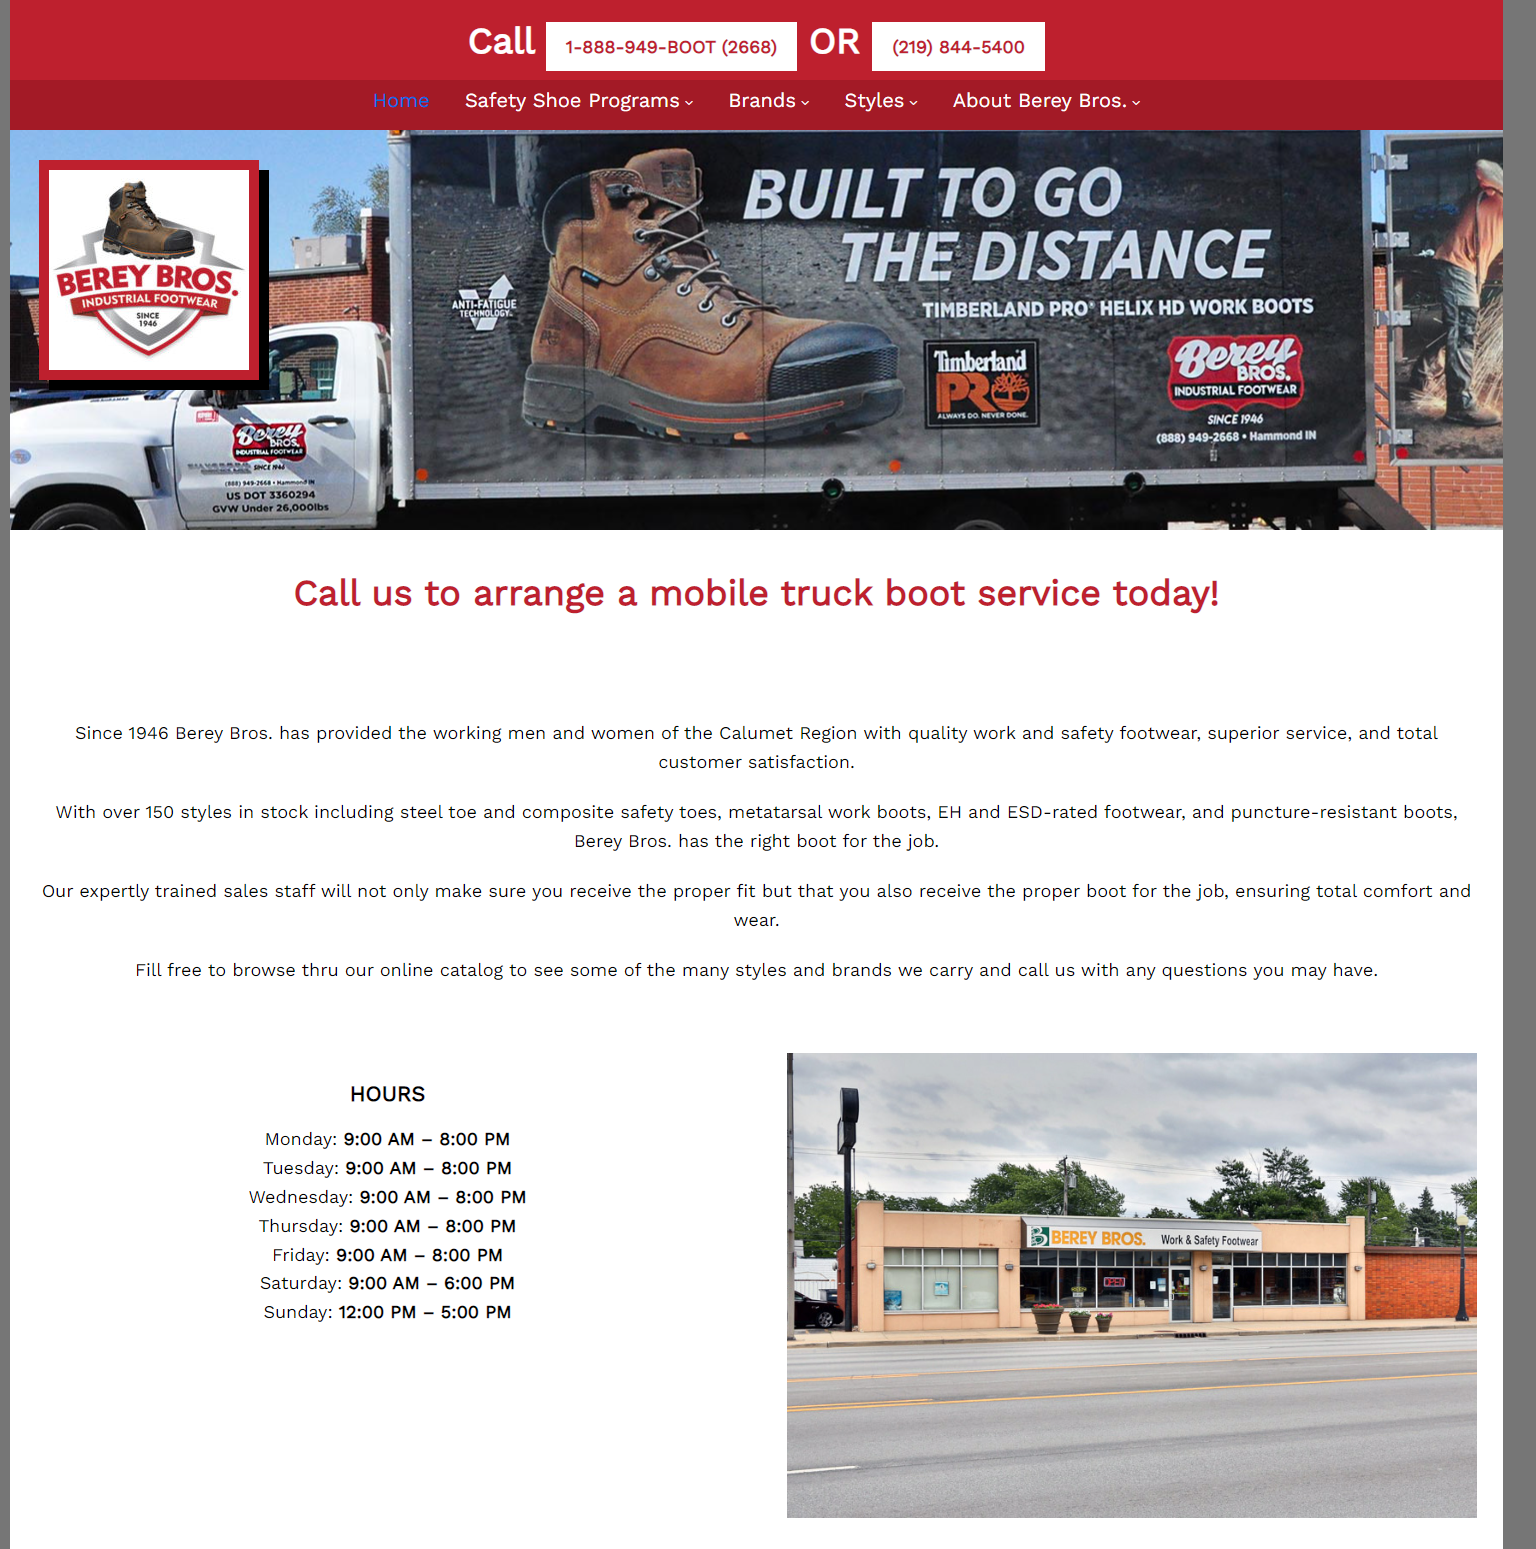 Call 1-888-949-BOOT (2668) OR (219) 844-5400
Home Safety Shoe Programs Brands Styles About Berey Bros.
BEREY BROS.
INDUSTRIAL FOOTWEAR
SINCE
1946
BUILT TO GO
THE DISTANCE
TIMBERLAND PRO® HELIX HD WORK BOOTS
ANTI-FATIGUE
TECHNOLOGY
Timberland
PRO
ALWAYS DO. NEVER DONE.
Berey
BROS.
INDUSTRIAL FOOTWEAR
SINCE 1946
(888) 949-2668 • Hammond IN
Berey
BROS.
INDUSTRIAL FOOTWEAR
SINCE 1946
(888) 949-2668 • Hammond IN
US DOT 3360294
GVW Under 26,000lbs
Call us to arrange a mobile truck boot service today!
Since 1946 Berey Bros. has provided the working men and women of the Calumet Region with quality work and safety footwear, superior service, and total
customer satisfaction.
With over 150 styles in stock including steel toe and composite safety toes, metatarsal work boots, EH and ESD-rated footwear, and puncture-resistant boots,
Berey Bros. has the right boot for the job.
Our expertly trained sales staff will not only make sure you receive the proper fit but that you also receive the proper boot for the job, ensuring total comfort and
wear.
Fill free to browse thru our online catalog to see some of the many styles and brands we carry and call us with any questions you may have.
HOURS
Monday: 9:00 AM – 8:00 PM
Tuesday: 9:00 AM – 8:00 PM
Wednesday: 9:00 AM – 8:00 PM
Thursday: 9:00 AM – 8:00 PM
Friday: 9:00 AM – 8:00 PM
Saturday: 9:00 AM – 6:00 PM
Sunday: 12:00 PM – 5:00 PM
B BEREY BROS. Work & Safety Footwear
OPEN